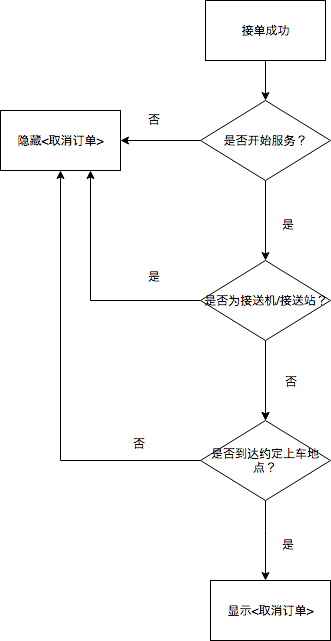 接单成功
否
是否开始服务？
隐藏<取消订单>
是
是
是否为接送机/接送站？
否
否
是否到达约定上车地
点？
是
显示<取消订单>